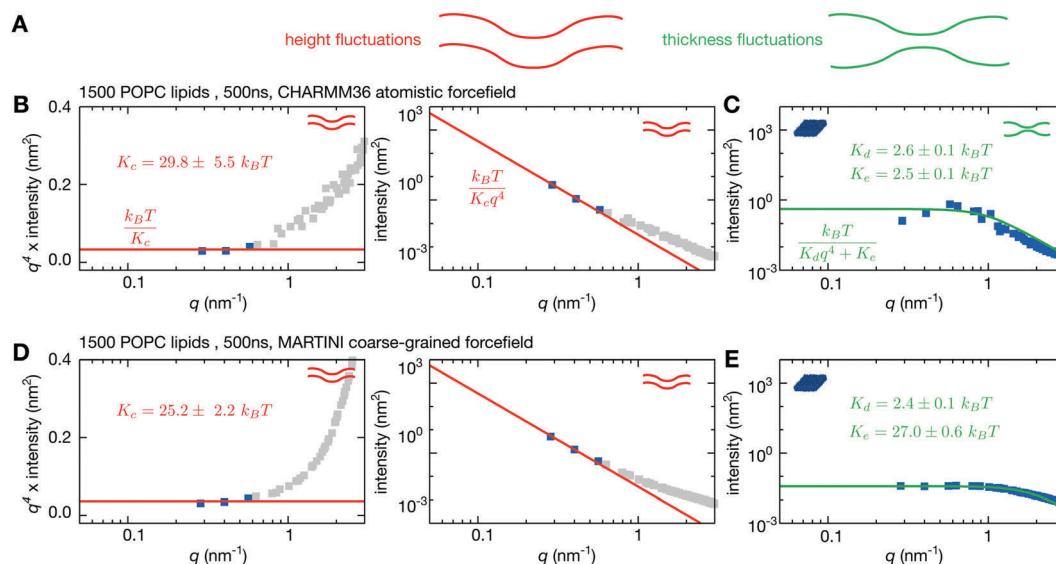 A
height fluctuations
thickness fluctuations
B
1500 POPC lipids , 500ns, CHARMM36 atomistic forcefield
C
0.4
0.2
0.0
q⁴ x intensity (nm²)
K_c = 29.8 ± 5.5 k_BT
k_BT
K_c
0.1
1
q (nm⁻¹)
10³
10⁰
10⁻³
intensity (nm²)
k_BT
K_cq⁴
0.1
1
q (nm⁻¹)
10³
10⁰
10⁻³
intensity (nm²)
K_d = 2.6 ± 0.1 k_BT
K_e = 2.5 ± 0.1 k_BT
k_BT
K_dq⁴ + K_e
0.1
1
q (nm⁻¹)
D
1500 POPC lipids , 500ns, MARTINI coarse-grained forcefield
E
0.4
0.2
0.0
q⁴ x intensity (nm²)
K_c = 25.2 ± 2.2 k_BT
0.1
1
q (nm⁻¹)
10³
10⁰
10⁻³
intensity (nm²)
0.1
1
q (nm⁻¹)
10³
10⁻¹
10⁻³
intensity (nm²)
K_d = 2.4 ± 0.1 k_BT
K_e = 27.0 ± 0.6 k_BT
0.1
1
q (nm⁻¹)